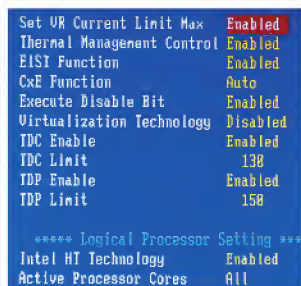 Set VR Current Limit Max Enabled
Thermal Management Control Enabled
EIST Function Enabled
CxE Function Auto
Execute Disable Bit Enabled
Virtualization Technology Disabled
TDC Enable Enabled
TDC Limit 130
TDP Enable Enabled
TDP Limit 150
***** Logical Processor Setting ***
Intel HT Technology Enabled
Active Processor Cores All